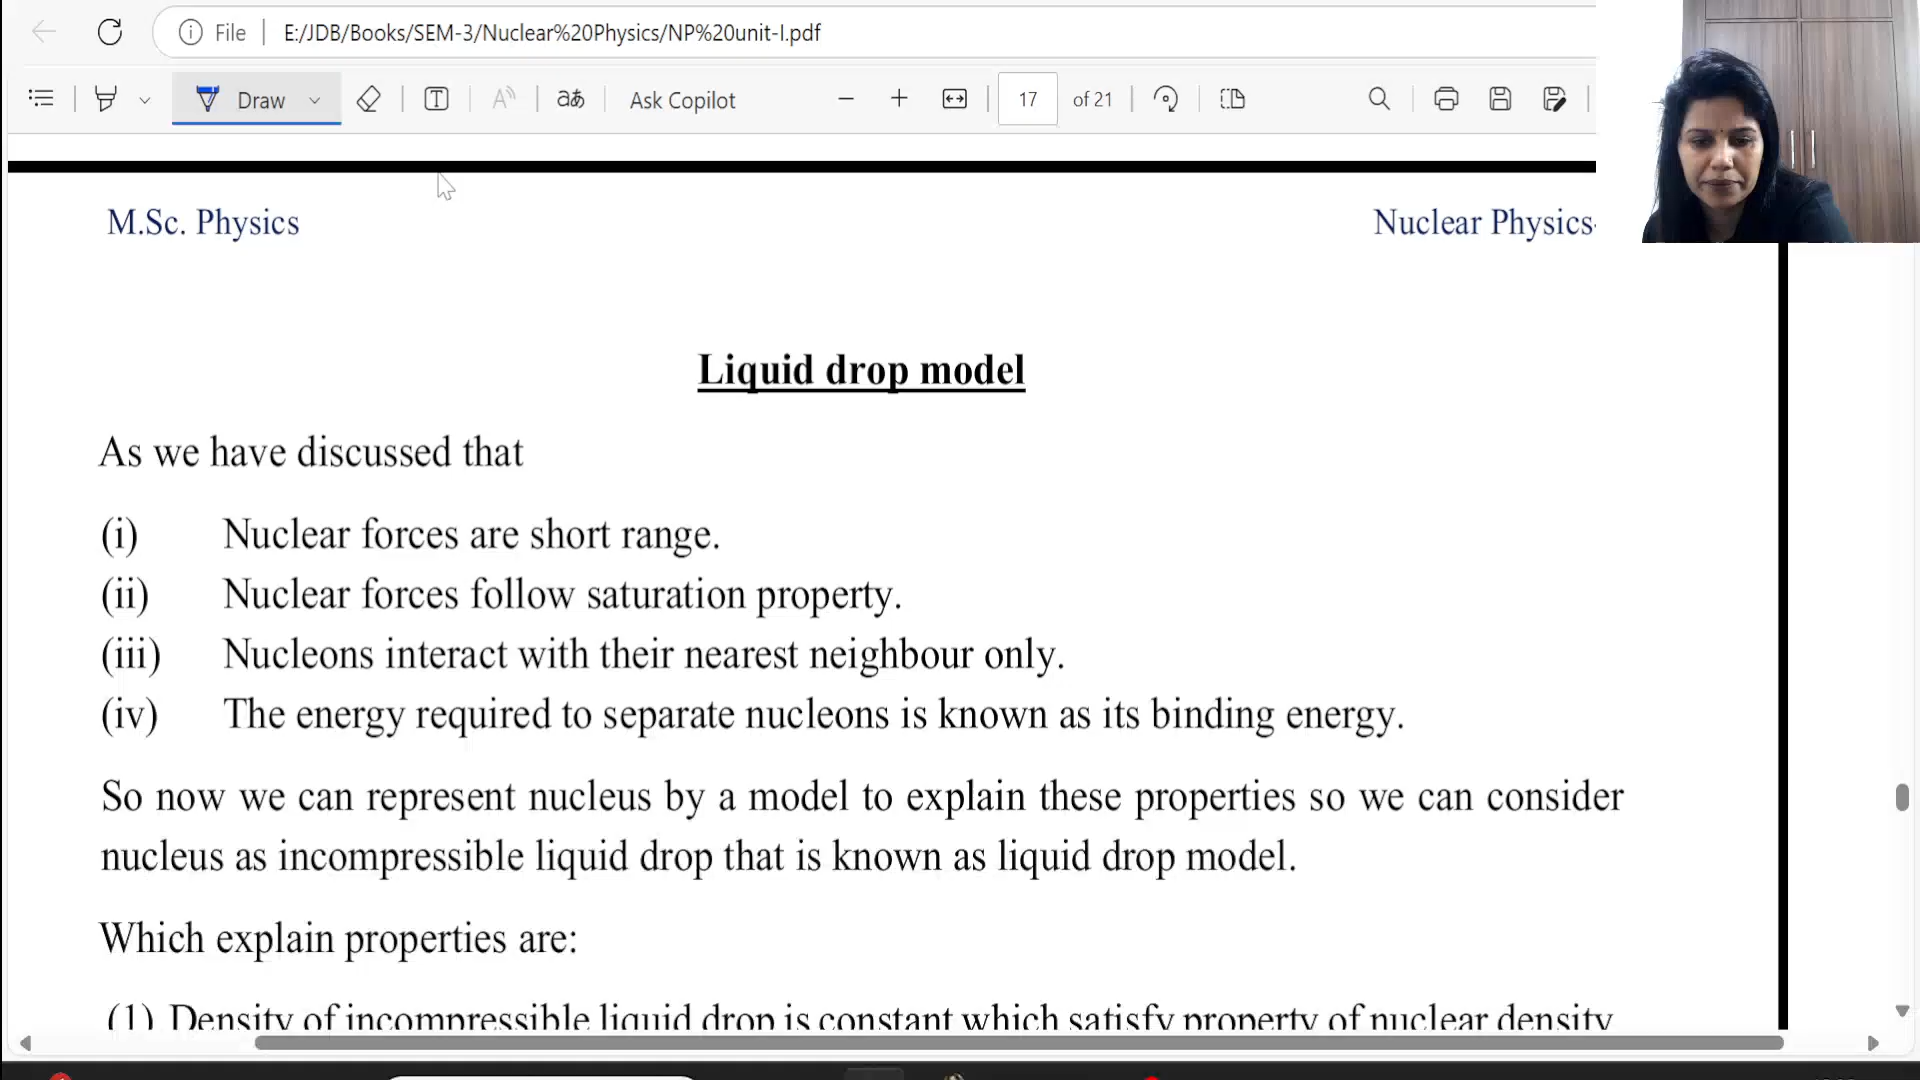 File E:/JDB/Books/SEM-3/Nuclear%20Physics/NP%20unit-I.pdf
Draw Ask Copilot 17 of 21
M.Sc. Physics Nuclear Physics-
Liquid drop model
As we have discussed that
(i) Nuclear forces are short range.
(ii) Nuclear forces follow saturation property.
(iii) Nucleons interact with their nearest neighbour only.
(iv) The energy required to separate nucleons is known as its binding energy.
So now we can represent nucleus by a model to explain these properties so we can consider
nucleus as incompressible liquid drop that is known as liquid drop model.
Which explain properties are:
(1) Density of incompressible liquid drop is constant which satisfy property of nuclear density